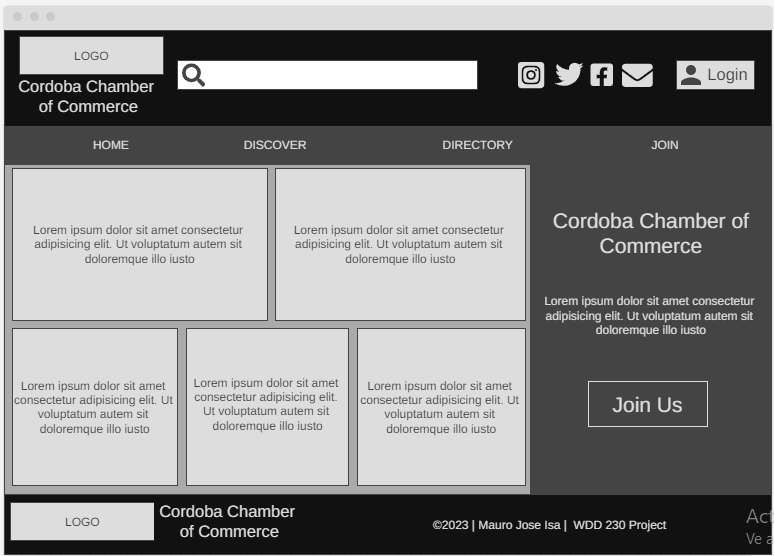 LOGO
Cordoba Chamber
of Commerce
Login
HOME
DISCOVER
DIRECTORY
JOIN
Lorem ipsum dolor sit amet consectetur
adipisicing elit. Ut voluptatum autem sit
doloremque illo iusto
Lorem ipsum dolor sit amet consectetur
adipisicing elit. Ut voluptatum autem sit
doloremque illo iusto
Cordoba Chamber of
Commerce
Lorem ipsum dolor sit amet consectetur
adipisicing elit. Ut voluptatum autem sit
doloremque illo iusto
Join Us
Lorem ipsum dolor sit amet
consectetur adipisicing elit. Ut
voluptatum autem sit
doloremque illo iusto
Lorem ipsum dolor sit amet
consectetur adipisicing elit.
Ut voluptatum autem sit
doloremque illo iusto
Lorem ipsum dolor sit amet
consectetur adipisicing elit. Ut
voluptatum autem sit
doloremque illo iusto
LOGO
Cordoba Chamber
of Commerce
©2023 | Mauro Jose Isa | WDD 230 Project
Act
Ve a